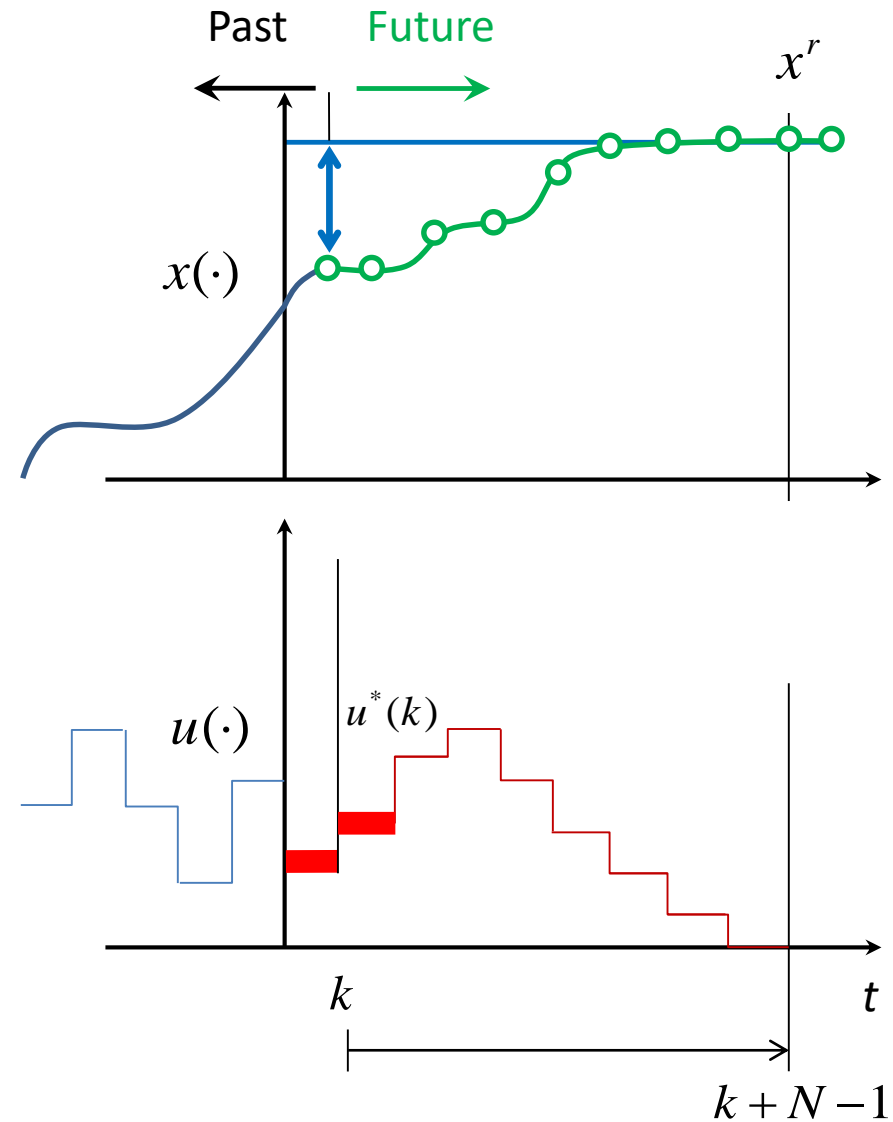 Past Future
x^r
x(·)
u(·)
u^*(k)
k
t
k + N − 1